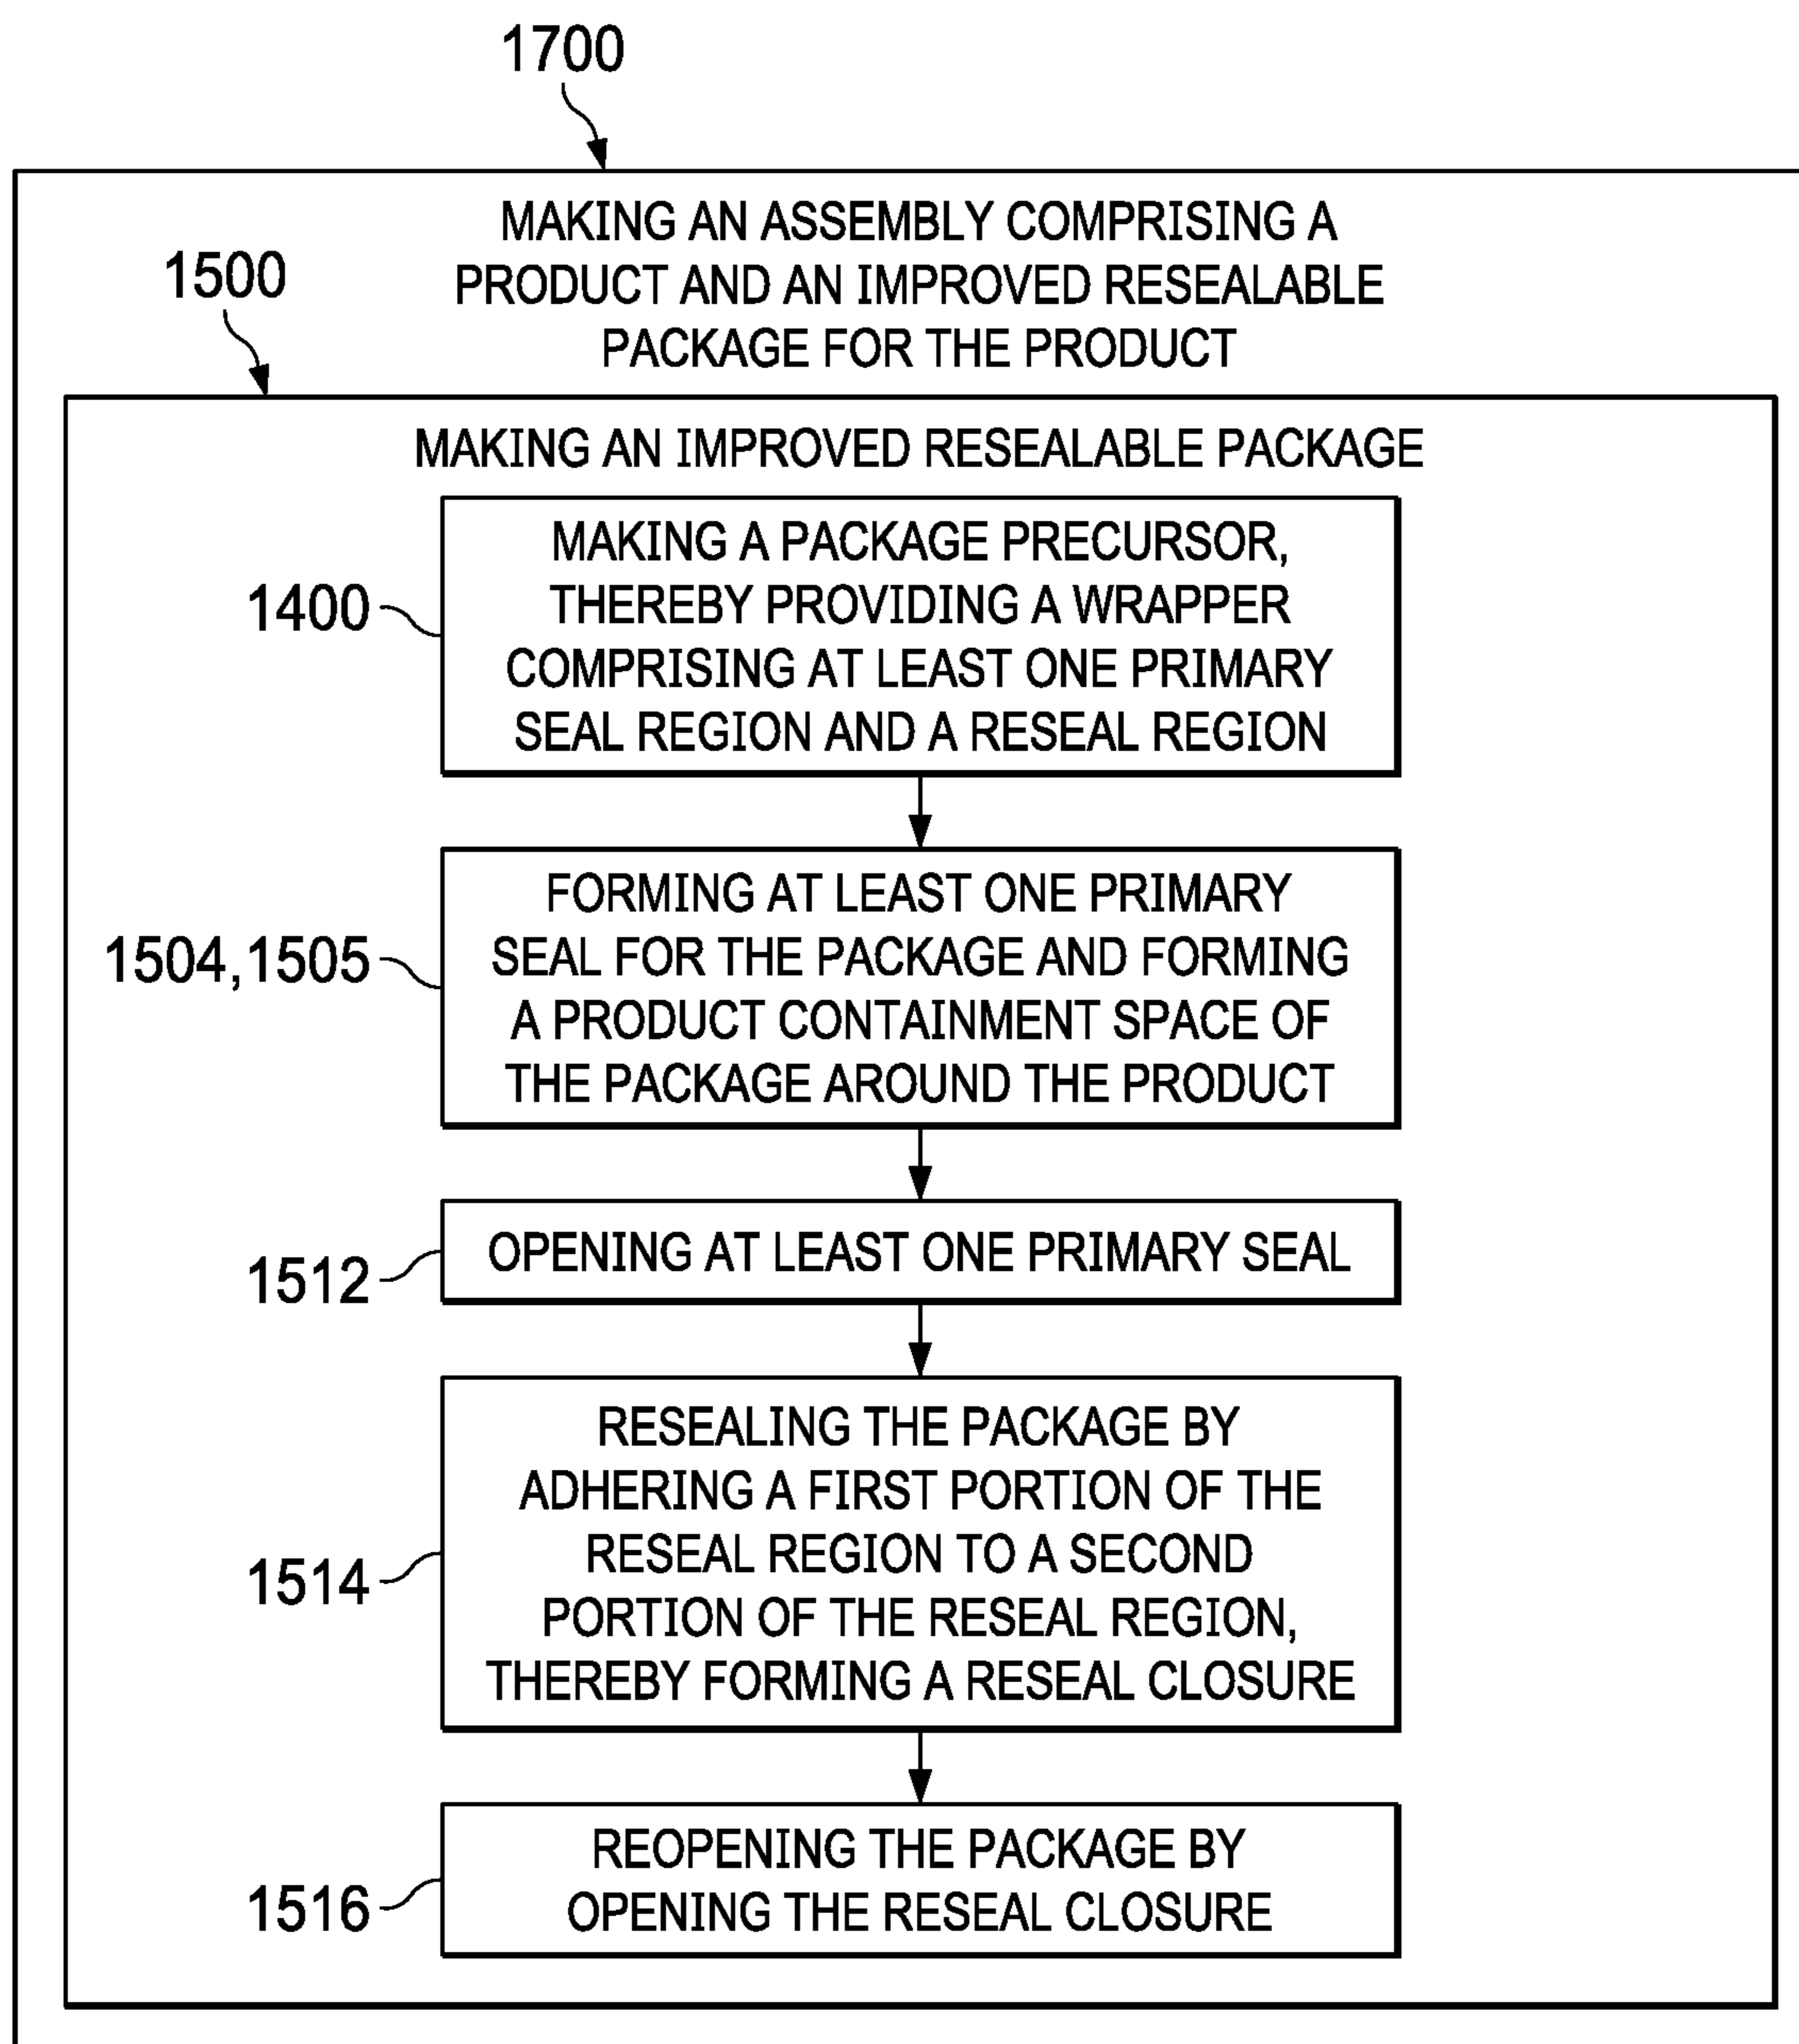 1700
MAKING AN ASSEMBLY COMPRISING A
PRODUCT AND AN IMPROVED RESEALABLE
PACKAGE FOR THE PRODUCT
1500
MAKING AN IMPROVED RESEALABLE PACKAGE
MAKING A PACKAGE PRECURSOR,
THEREBY PROVIDING A WRAPPER
COMPRISING AT LEAST ONE PRIMARY
SEAL REGION AND A RESEAL REGION
1400
FORMING AT LEAST ONE PRIMARY
SEAL FOR THE PACKAGE AND FORMING
A PRODUCT CONTAINMENT SPACE OF
THE PACKAGE AROUND THE PRODUCT
1504,1505
OPENING AT LEAST ONE PRIMARY SEAL
1512
RESEALING THE PACKAGE BY
ADHERING A FIRST PORTION OF THE
RESEAL REGION TO A SECOND
PORTION OF THE RESEAL REGION,
THEREBY FORMING A RESEAL CLOSURE
1514
REOPENING THE PACKAGE BY
OPENING THE RESEAL CLOSURE
1516